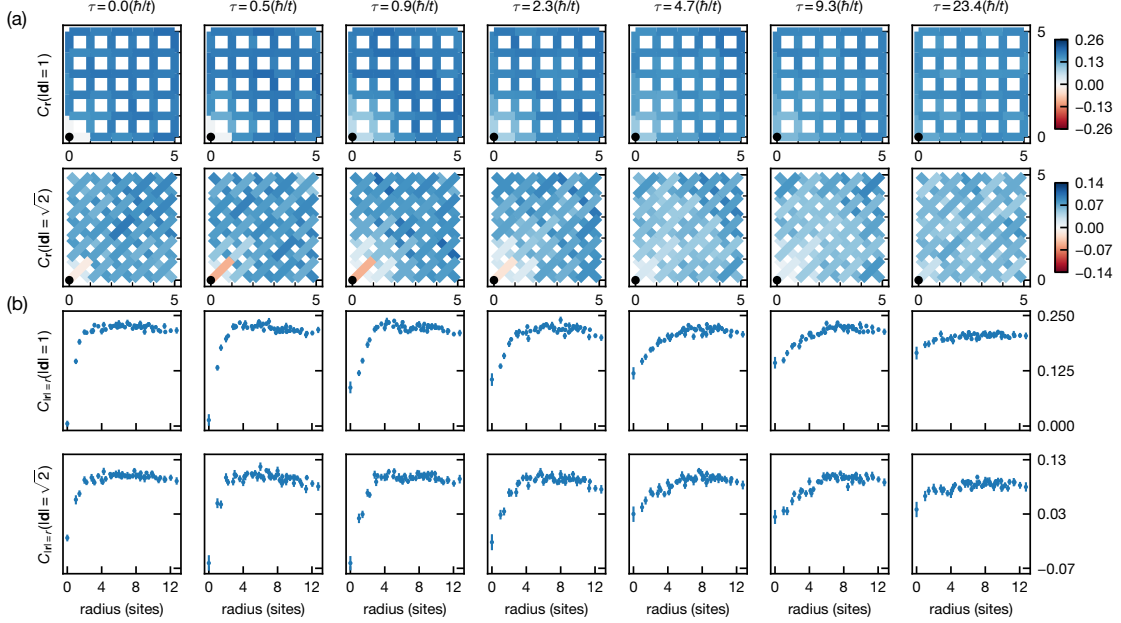 τ = 0.0(ħ/t) τ = 0.5(ħ/t) τ = 0.9(ħ/t) τ = 2.3(ħ/t) τ = 4.7(ħ/t) τ = 9.3(ħ/t) τ = 23.4(ħ/t)
(a)
C_r(|d| = 1)
5
0
0 5 0 5 0 5 0 5 0 5 0 5 0 5
0.26
0.13
0.00
−0.13
−0.26
C_r(|d| = √2)
5
0
0 5 0 5 0 5 0 5 0 5 0 5 0 5
0.14
0.07
0.00
−0.07
−0.14
(b)
C_|r|=r(|d| = 1)
0.250
0.125
0.000
C_|r|=r(|d| = √2)
0.13
0.03
−0.07
0 4 8 12 0 4 8 12 0 4 8 12 0 4 8 12 0 4 8 12 0 4 8 12 0 4 8 12
radius (sites) radius (sites) radius (sites) radius (sites) radius (sites) radius (sites) radius (sites)